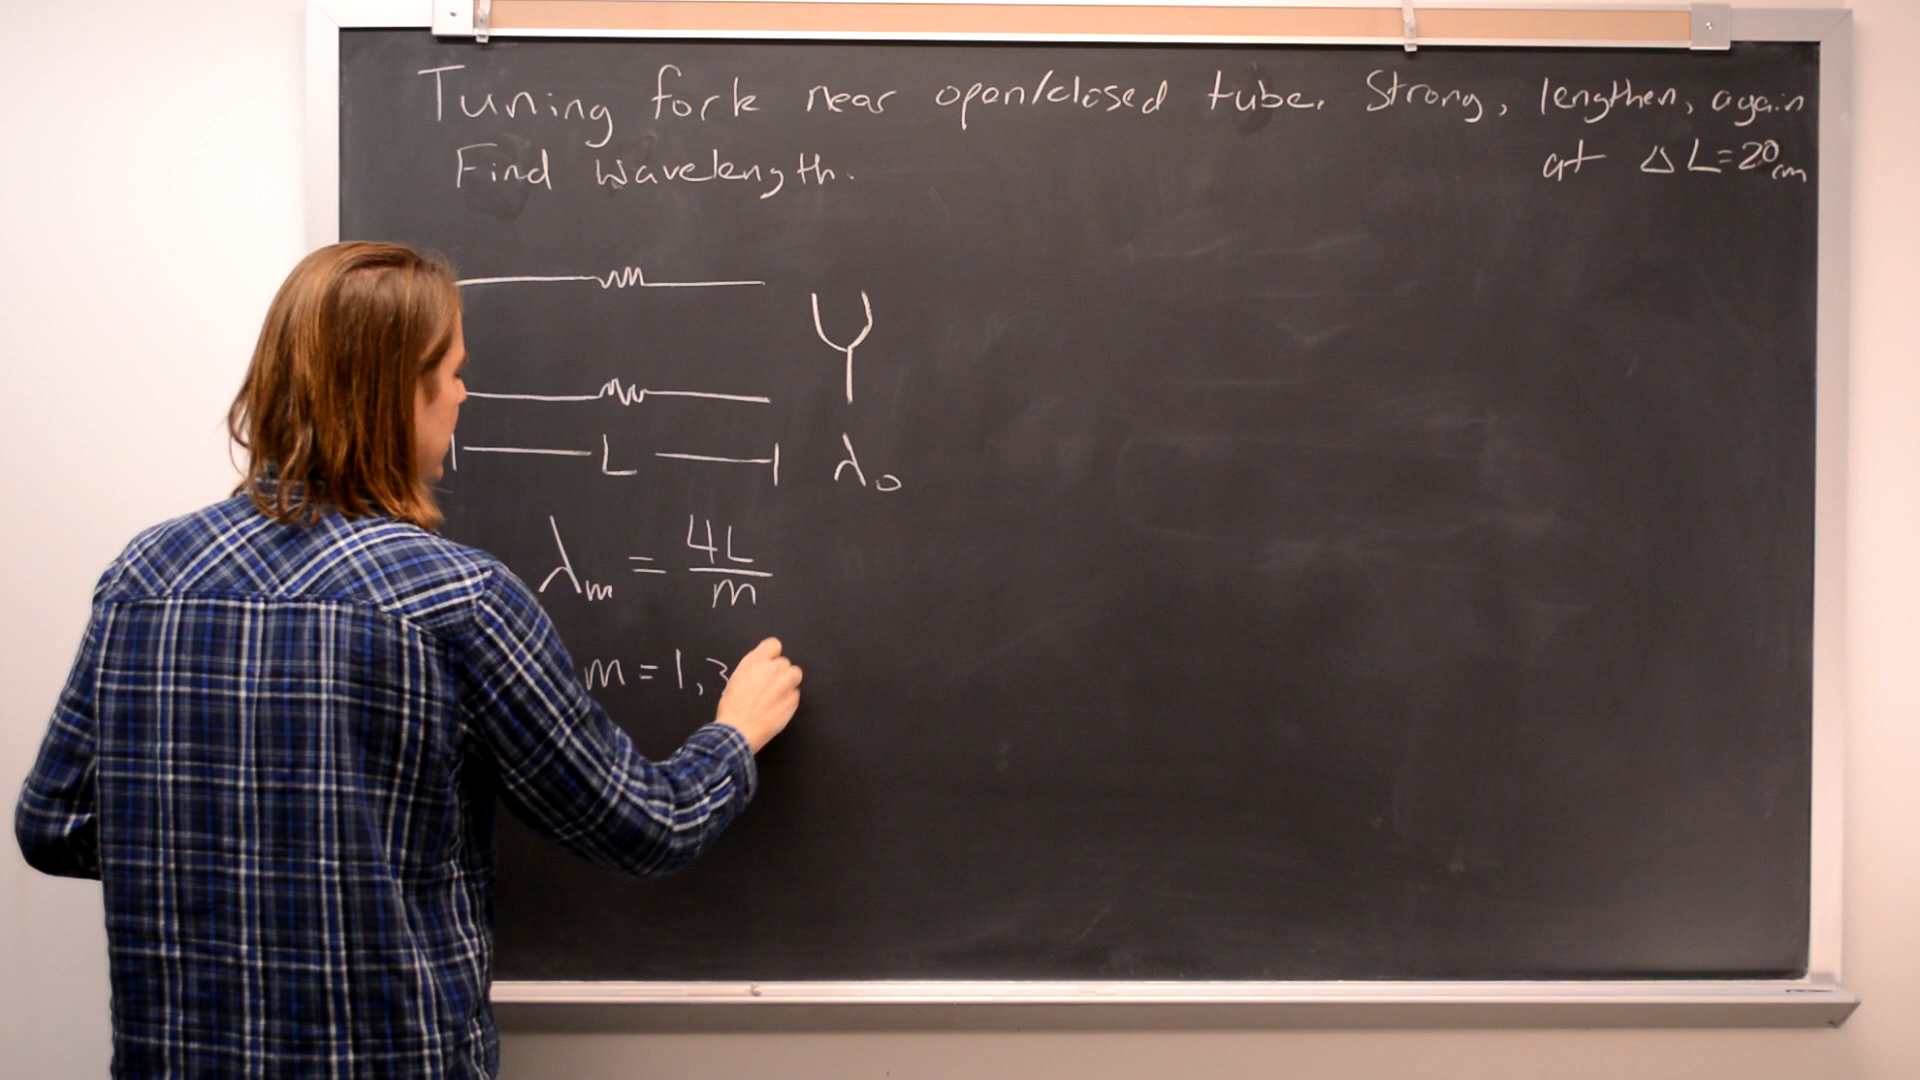 Tuning fork near open/closed tube. Strong, lengthen, again
at ΔL=20cm
Find wavelength.
L
λ₀
λm = 4L/m
m = 1,3